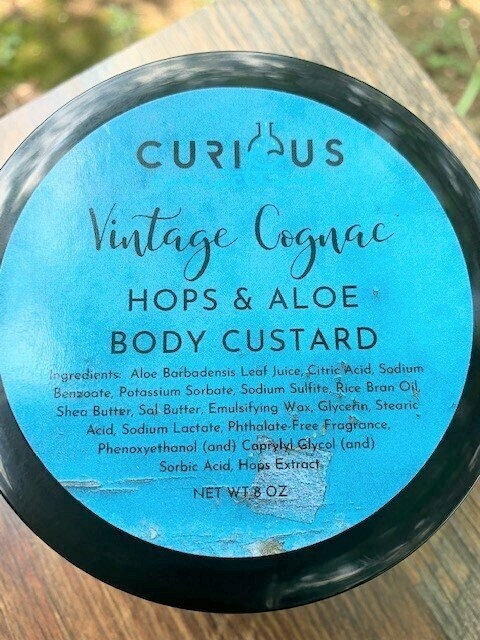 CURIOUS
Vintage Cognac
HOPS & ALOE
BODY CUSTARD
Ingredients: Aloe Barbadensis Leaf Juice, Citric Acid, Sodium
Benzoate, Potassium Sorbate, Sodium Sulfite, Rice Bran Oil,
Shea Butter, Sal Butter, Emulsifying Wax, Glycerin, Stearic
Acid, Sodium Lactate, Phthalate-Free Fragrance,
Phenoxyethanol (and) Caprylyl Glycol (and)
Sorbic Acid, Hops Extract
NET WT 8 OZ